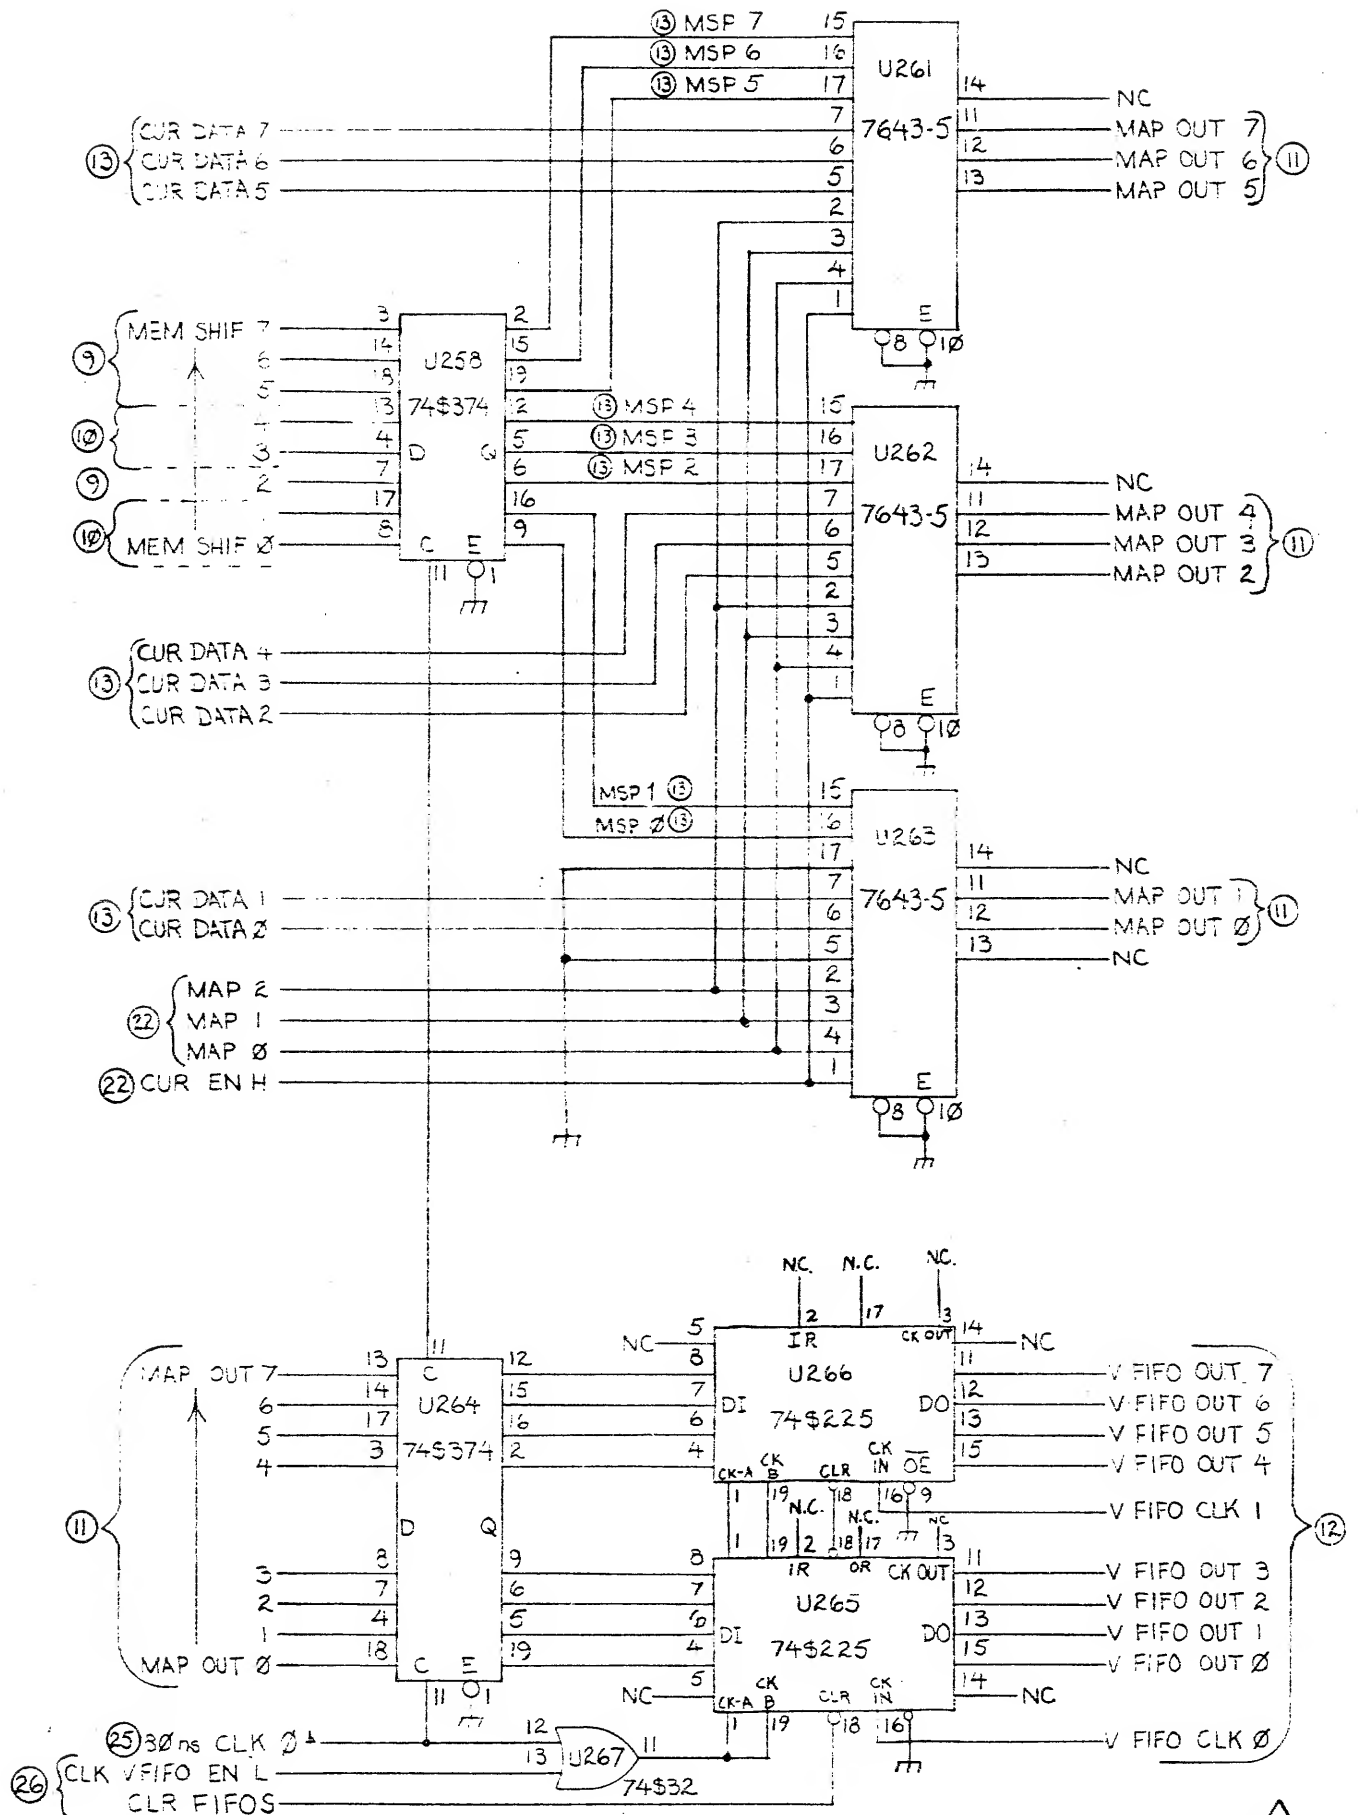 ⑬ MSP 7 15
⑬ MSP 6 16
⑬ MSP 5 17
U261
14 NC
⑬ CUR DATA 7 7 7643-5 11 MAP OUT 7 ⑪
CUR DATA 6 6 12 MAP OUT 6
CUR DATA 5 5 13 MAP OUT 5
2
3
4
1 E
8 10
⑨ MEM SHIF 7 3 2
6 14 U258 15
5 18 19
⑩ 13 74S374 12 ⑬ MSP 4 15
3 4 D Q 5 ⑬ MSP 3 16 U262
⑨ 2 7 6 ⑬ MSP 2 17 14 NC
⑩ 17 16 7 7643-5 11 MAP OUT 4 ⑪
MEM SHIF Ø 8 C E 9 6 12 MAP OUT 3
11 1 5 13 MAP OUT 2
2
3
⑬ CUR DATA 4 4
CUR DATA 3 1 E
CUR DATA 2 8 1Ø
MSP 1 ⑬ 15
MSP Ø ⑬ 16 U263
17 14 NC
⑬ CUR DATA 1 7 7643-5 11 MAP OUT 1 ⑪
CUR DATA Ø 6 12 MAP OUT Ø
5 13 NC
㉒ MAP 2 2
MAP 1 3
MAP Ø 4
㉒ CUR EN H 1 E
8 1Ø
N.C. N.C. N.C.
2 17 3
NC 5 IR CK OUT 14 NC
⑪ MAP OUT 7 13 11 C 12 8 U266 11 V FIFO OUT 7 ⑫
6 14 U264 15 7 DI DO 12 V FIFO OUT 6
5 17 16 6 74S225 13 V FIFO OUT 5
4 3 74S374 2 4 15 V FIFO OUT 4
CK-A CK B CLR CK IN OE
1 19 18 16 9 V FIFO CLK 1
N.C. N.C. NC
D Q 1 19 2 18 17 3
3 8 9 8 IR OR CK OUT 11 V FIFO OUT 3
2 7 6 7 U265 12 V FIFO OUT 2
1 4 5 6 DI DO 13 V FIFO OUT 1
MAP OUT Ø 18 C E 19 4 74S225 15 V FIFO OUT Ø
11 1 NC 5 14 NC
CK-A CK B CLR CK IN
1 19 18 16
㉕ 3Ø ns CLK Ø 12 11 V FIFO CLK Ø
㉖ CLK VFIFO EN L 13 U267
74S32
CLR FIFOS